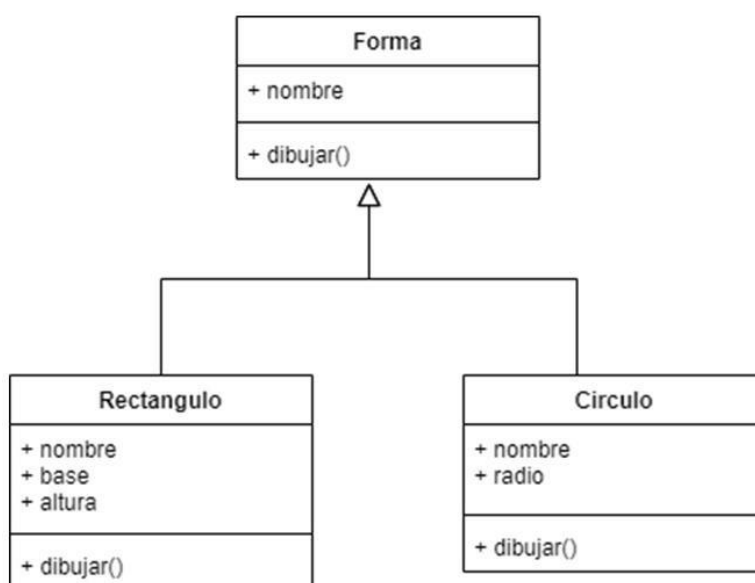 Forma
+ nombre
+ dibujar()
Rectangulo
+ nombre
+ base
+ altura
+ dibujar()
Circulo
+ nombre
+ radio
+ dibujar()